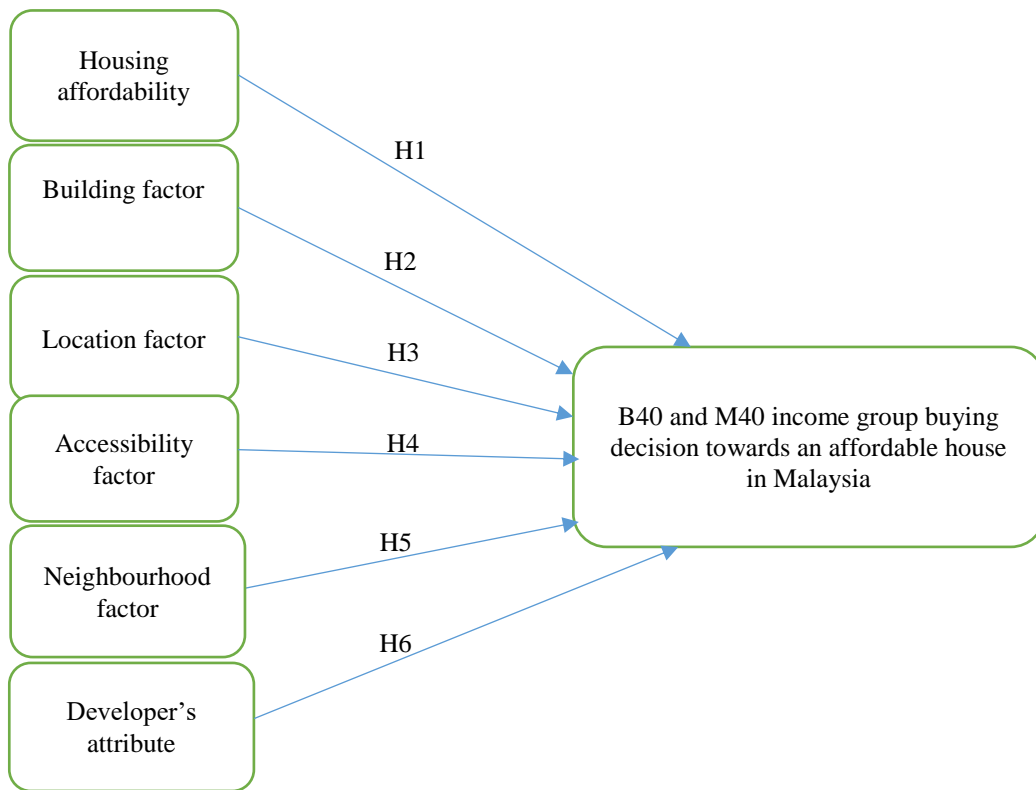 Housing
affordability
H1
Building factor
H2
Location factor
H3
Accessibility
factor
H4
Neighbourhood
factor
H5
Developer’s
attribute
H6
B40 and M40 income group buying
decision towards an affordable house
in Malaysia